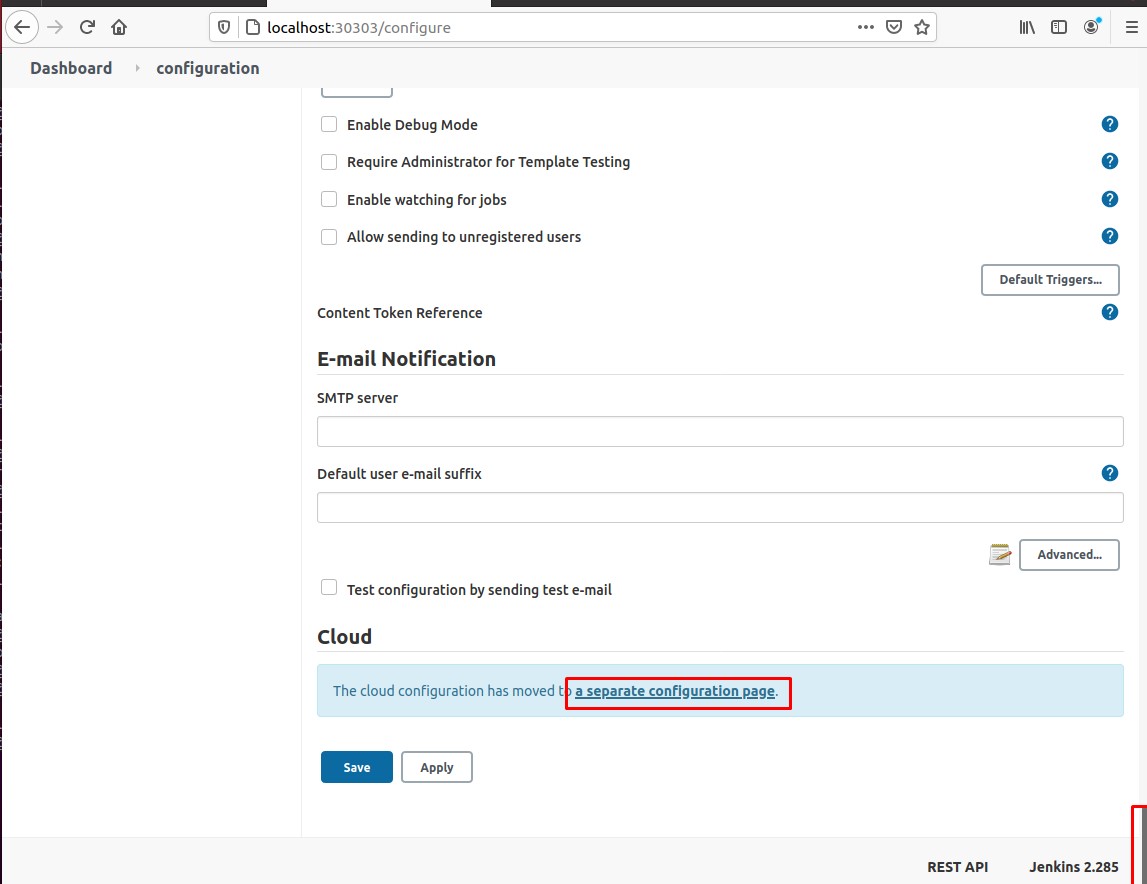 localhost:30303/configure
Dashboard configuration
Enable Debug Mode
?
Require Administrator for Template Testing
?
Enable watching for jobs
?
Allow sending to unregistered users
?
Default Triggers...
Content Token Reference
?
E-mail Notification
SMTP server
Default user e-mail suffix
?
Advanced...
Test configuration by sending test e-mail
Cloud
The cloud configuration has moved to a separate configuration page.
Save Apply
REST API Jenkins 2.285